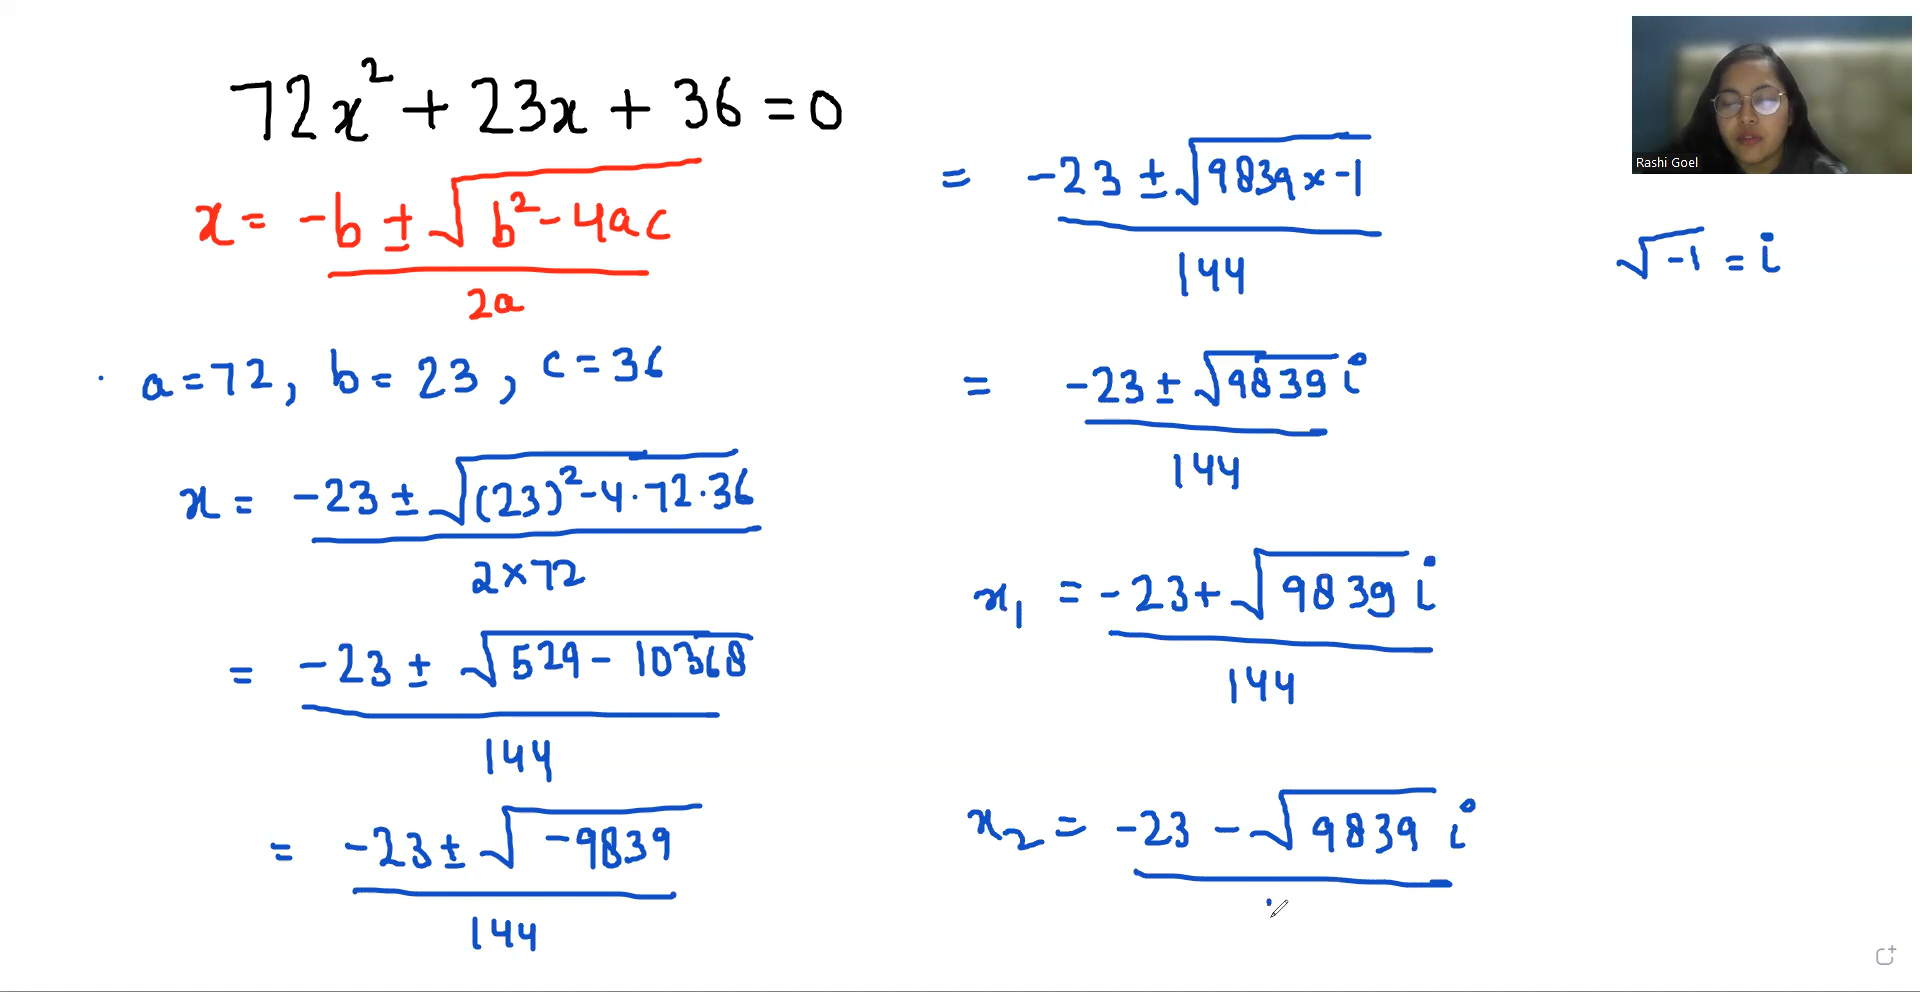 72x² + 23x + 36 = 0
x = -b ± √(b² - 4ac)
2a
a = 72, b = 23, c = 36
x = -23 ± √((23)² - 4·72·36)
2×72
= -23 ± √(529 - 10368)
144
= -23 ± √(-9839)
144
= -23 ± √(9839 × -1)
144
√-1 = i
= -23 ± √9839 i
144
x₁ = -23 + √9839 i
144
x₂ = -23 - √9839 i
Rashi Goel